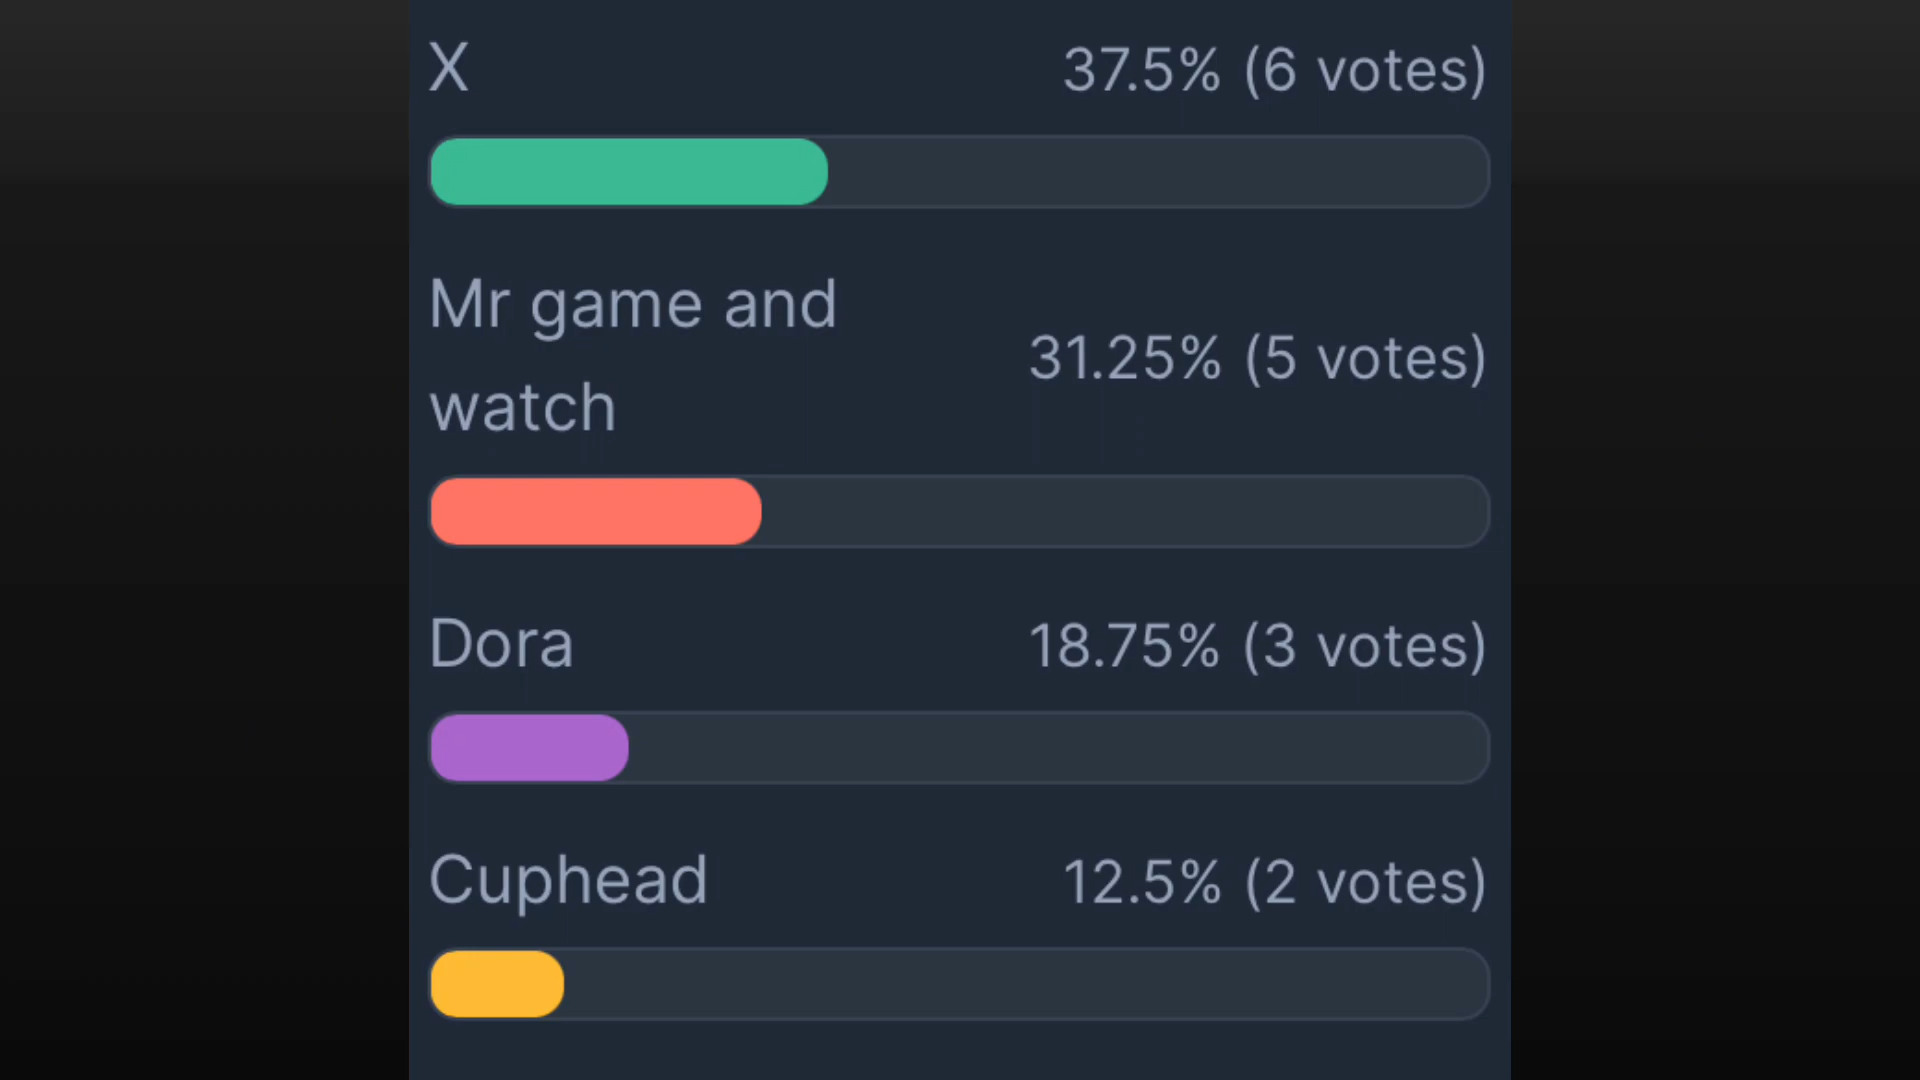 X 37.5% (6 votes)
Mr game and
watch
31.25% (5 votes)
Dora 18.75% (3 votes)
Cuphead 12.5% (2 votes)